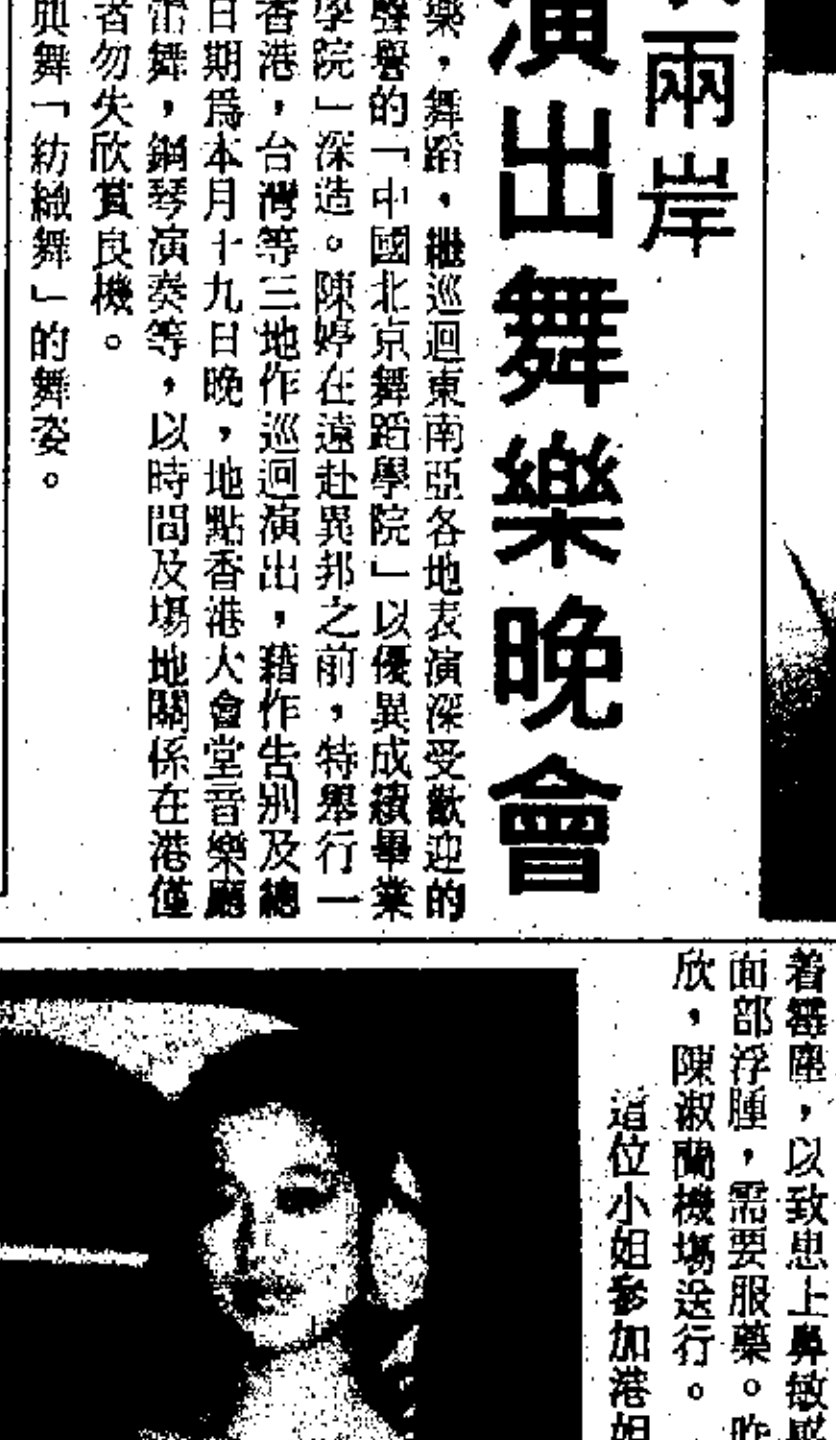 兩岸
演出舞樂晚會
樂,舞蹈,繼巡迴東南亞各地表演深受歡迎的
聲譽的「中國北京舞蹈學院」以優異成績畢業
學院」深造。陳婷在遠赴異邦之前,特舉行一
香港,台灣等三地作巡迴演出,藉作告別及總
日期爲本月十九日晚,地點香港大會堂音樂廳
舞,鋼琴演奏等,以時間及場地關係在港僅
者勿失欣賞良機。
典舞「紡織舞」的舞姿。
着塵,以致患上鼻敏感
面部浮腫,需要服藥。昨
欣,陳淑蘭機場送行。
這位小姐參加港姐